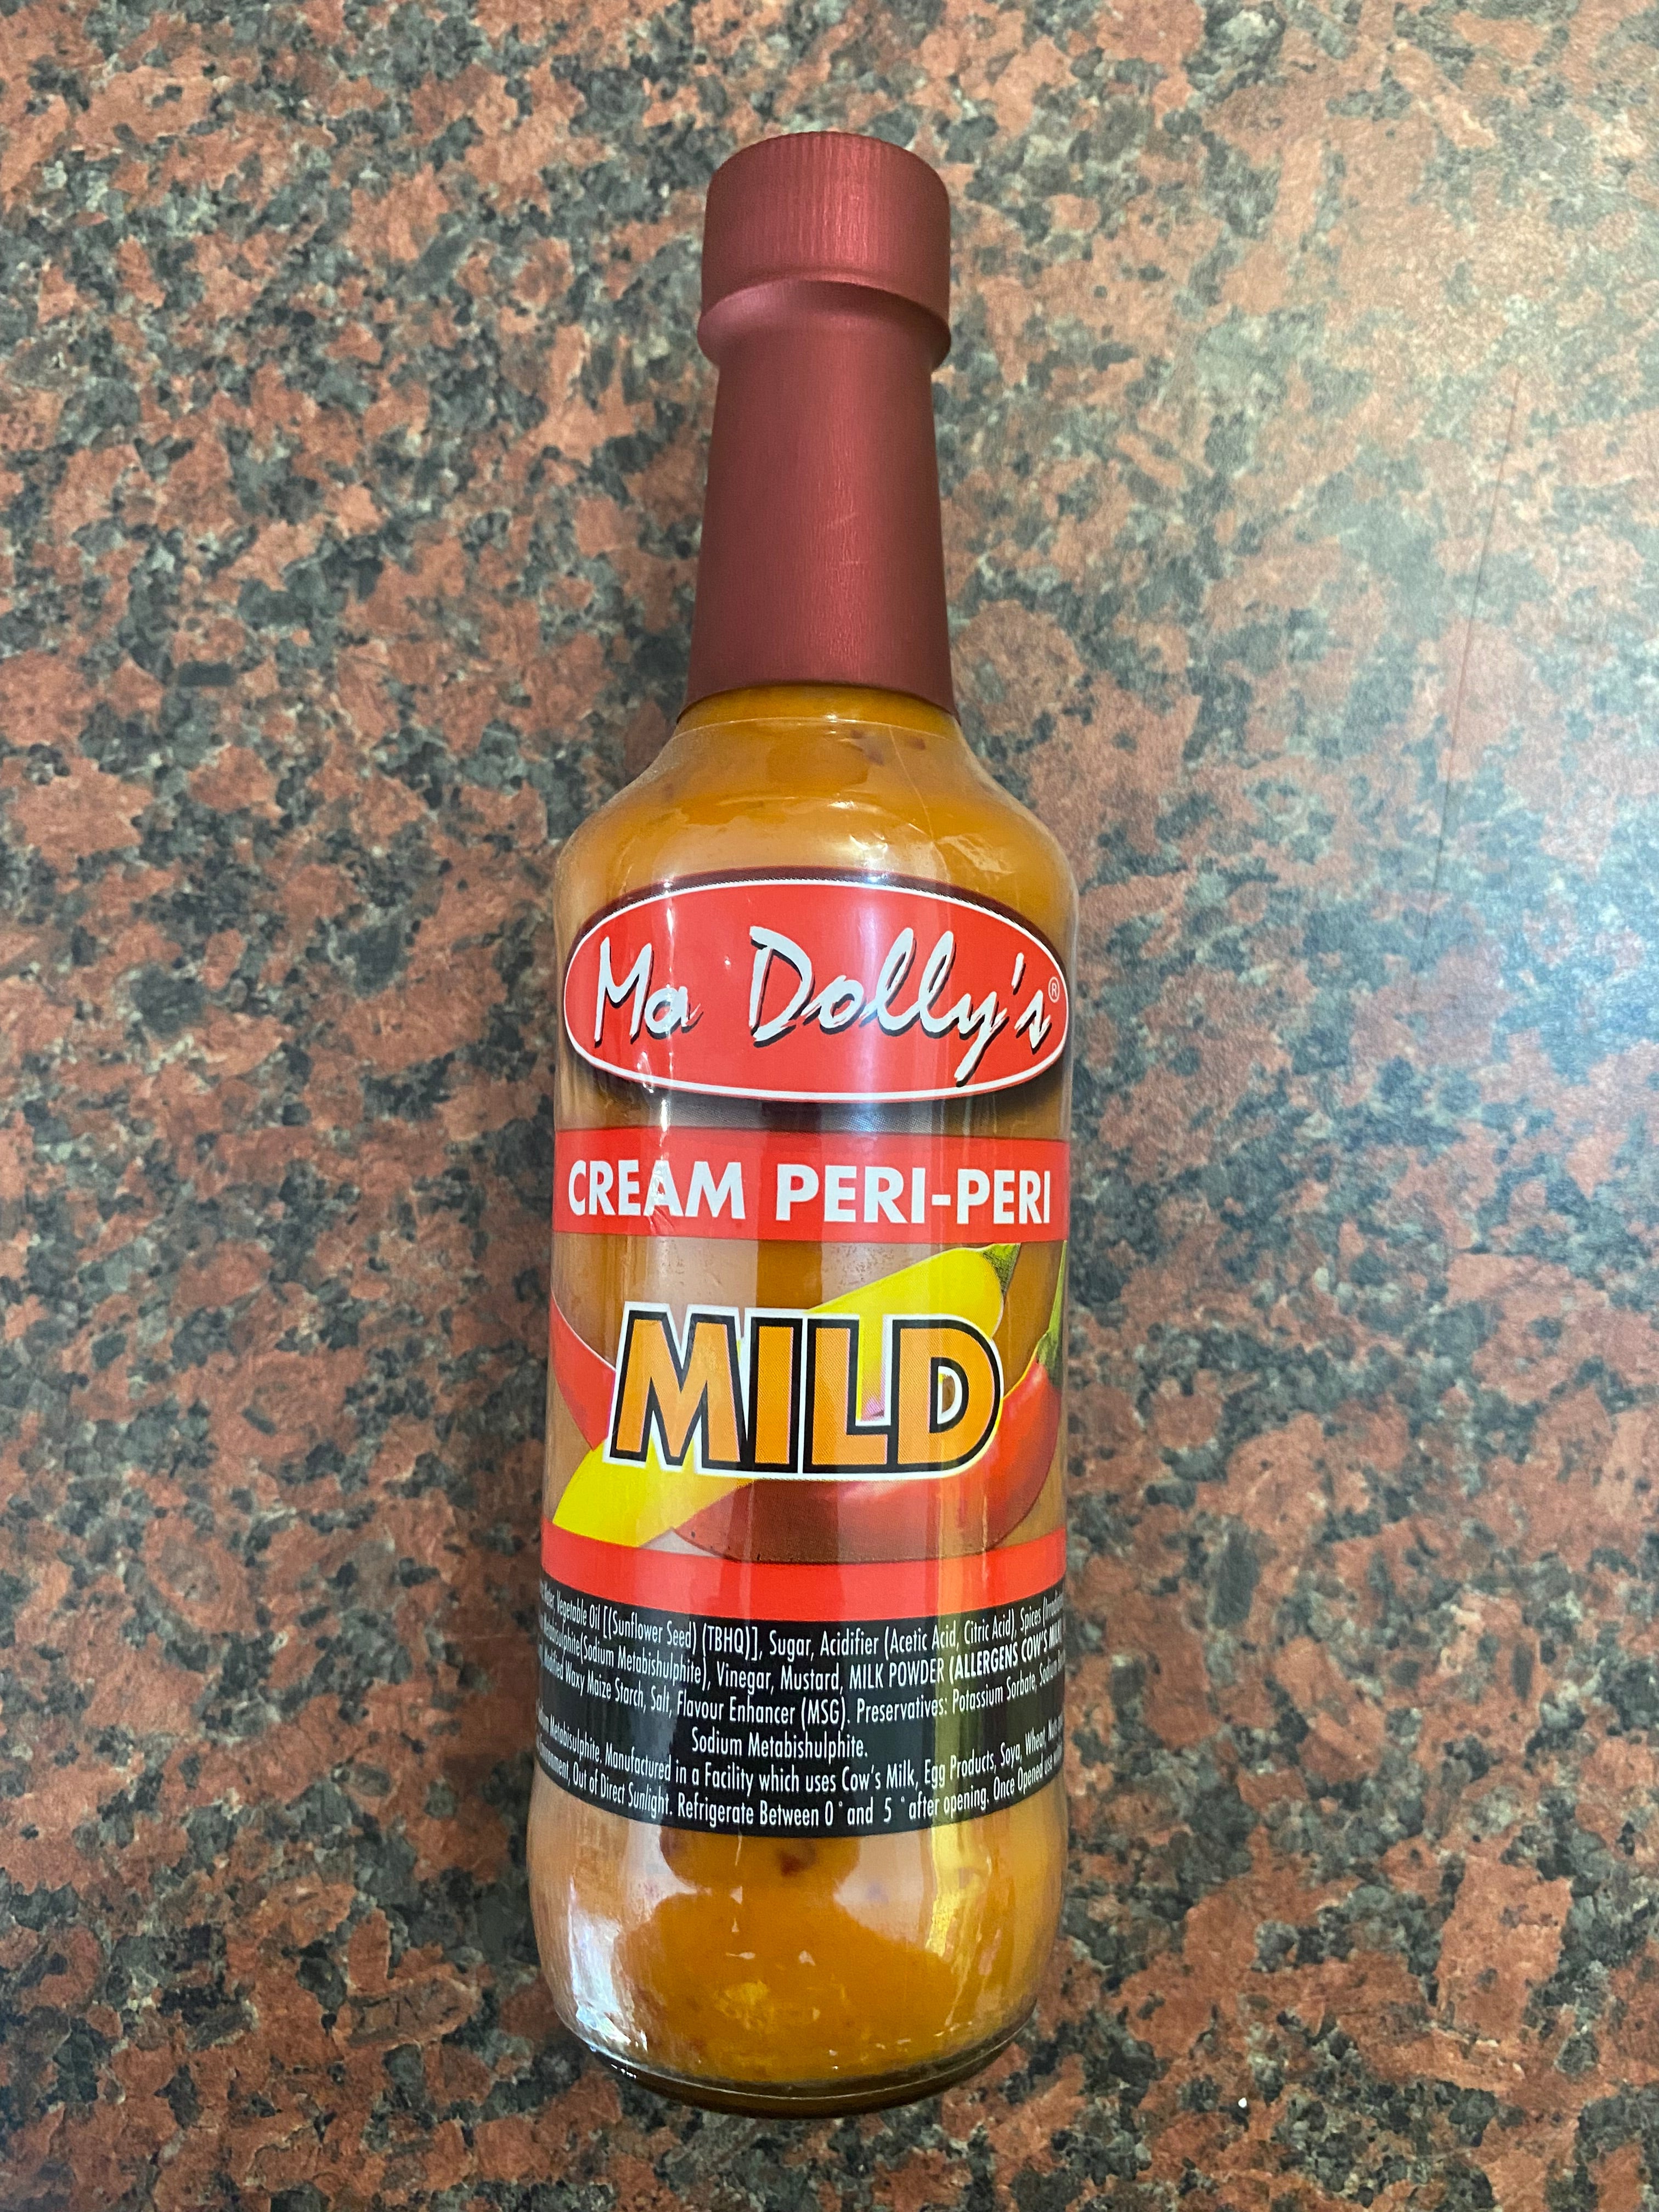 Ma Dolly's®
CREAM PERI-PERI
MILD
Vegetable Oil [(Sunflower Seed) (TBHQ)], Sugar, Acidifier (Acetic Acid, Citric Acid), Spices
(Sodium Metabishulphite), Vinegar, Mustard, MILK POWDER (ALLERGENS COW'S MILK
Modified Waxy Maize Starch, Salt, Flavour Enhancer (MSG). Preservatives: Potassium Sorbate,
Sodium Metabishulphite.
Metabisulphite. Manufactured in a Facility which uses Cow's Milk, Egg Products, Soya, Wheat,
Out of Direct Sunlight. Refrigerate Between 0° and 5° after opening. Once Opened